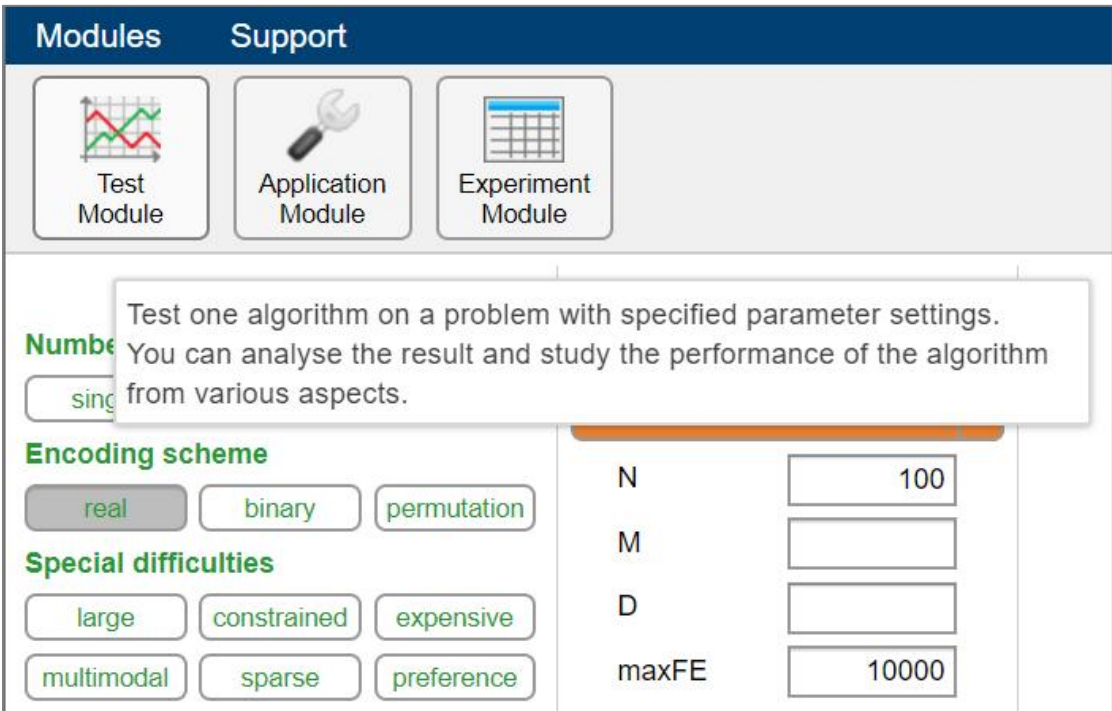 Modules Support
Test Module
Application Module
Experiment Module
Test one algorithm on a problem with specified parameter settings.
You can analyse the result and study the performance of the algorithm
from various aspects.
Encoding scheme
real binary permutation
Special difficulties
large constrained expensive
multimodal sparse preference
N 100
M
D
maxFE 10000